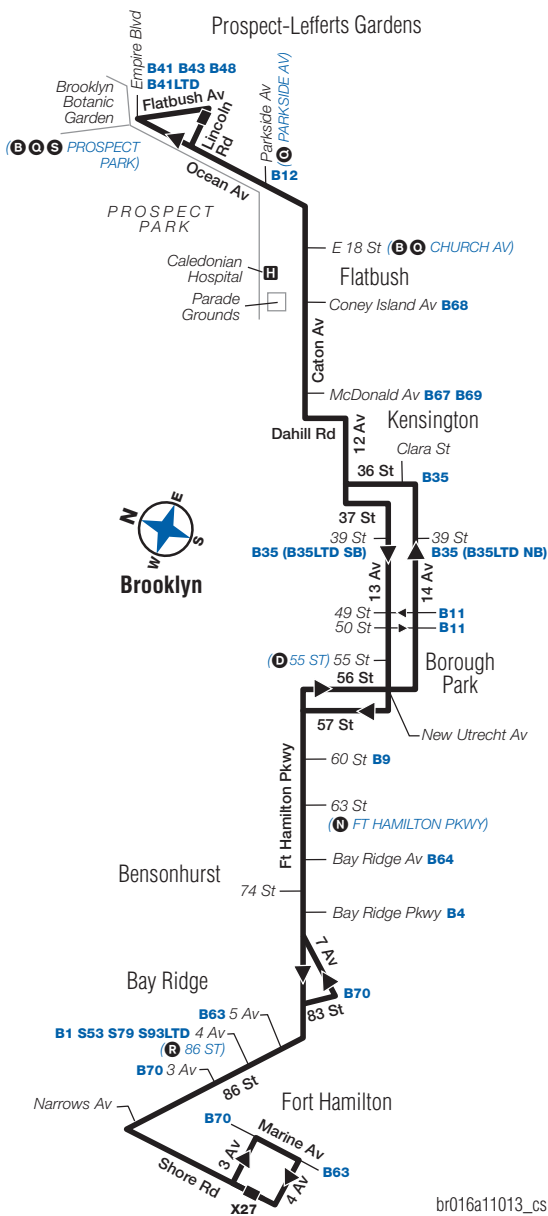 Prospect-Lefferts Gardens
Empire Blvd
B41 B43 B48
B41LTD
Brooklyn
Botanic
Garden
Flatbush Av
Lincoln
Rd
Parkside Av
(Q PARKSIDE AV)
(B Q S PROSPECT
PARK)
Ocean Av
B12
PROSPECT
PARK
E 18 St (B Q CHURCH AV)
Caledonian
Hospital
H
Flatbush
Parade
Grounds
Coney Island Av B68
Caton Av
McDonald Av B67 B69
Dahill Rd
12 Av
Kensington
Clara St
36 St
B35
37 St
N
E
S
W
Brooklyn
39 St
B35 (B35LTD SB)
39 St
B35 (B35LTD NB)
13 Av
14 Av
49 St
B11
50 St
B11
(D 55 ST) 55 St
Borough
Park
56 St
57 St
New Utrecht Av
60 St B9
Ft Hamilton Pkwy
63 St
(N FT HAMILTON PKWY)
Bay Ridge Av B64
Bensonhurst
74 St
Bay Ridge Pkwy B4
7 Av
Bay Ridge
B70
83 St
B63 5 Av
B1 S53 S79 S93LTD 4 Av
(R 86 ST)
B70 3 Av
86 St
Narrows Av
Fort Hamilton
B70
Marine Av
3 Av
B63
4 Av
Shore Rd
X27
br016a11013_cs